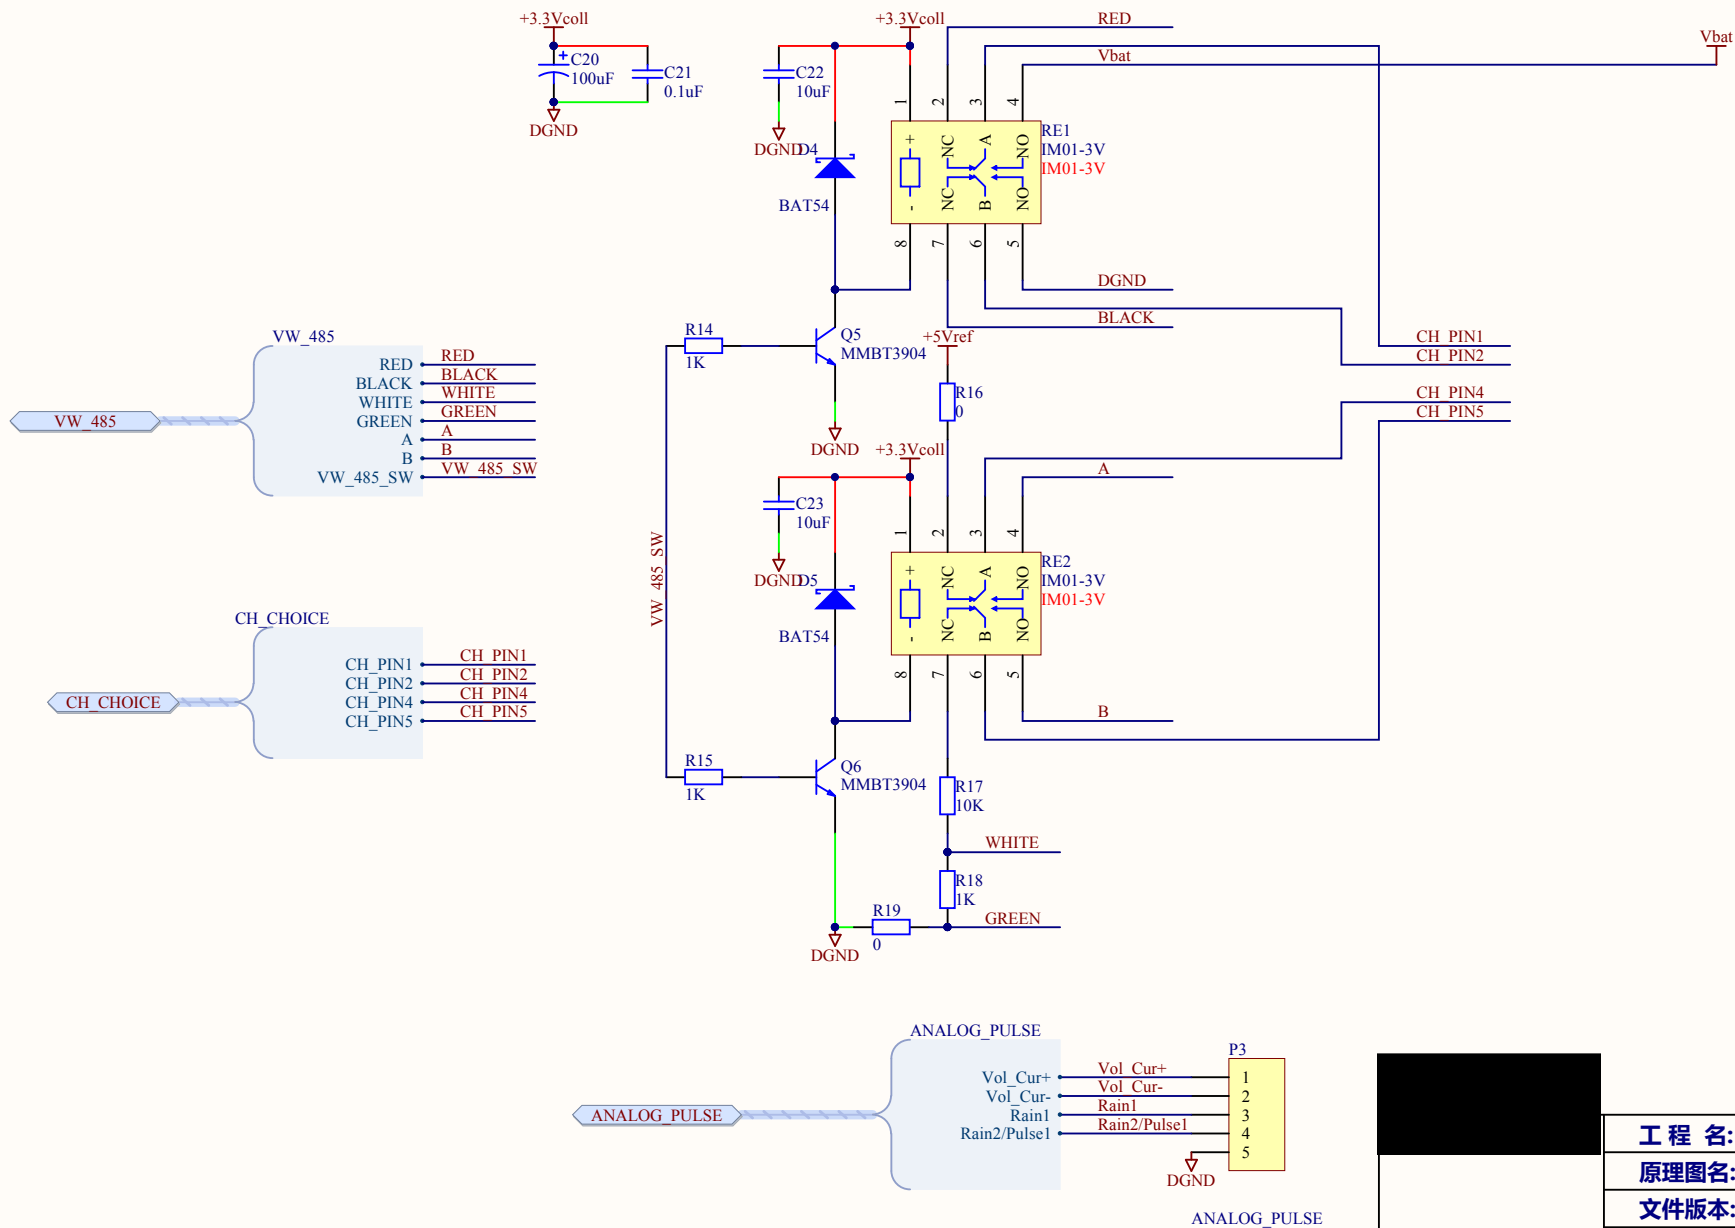 +3.3Vcoll
C20
100uF
C21
0.1uF
DGND
+3.3Vcoll
C22
10uF
DGND
D4
BAT54
RED
Vbat
Vbat
1
2
3
4
+
NC
A
NO
-
NC
B
NO
RE1
IM01-3V
IM01-3V
8
7
6
5
DGND
BLACK
R14
1K
Q5
MMBT3904
DGND
+5Vref
R16
0
CH_PIN1
CH_PIN2
CH_PIN4
CH_PIN5
VW_485
VW_485
RED
RED
BLACK
BLACK
WHITE
WHITE
GREEN
GREEN
A
A
B
B
VW_485_SW
VW_485_SW
+3.3Vcoll
C23
10uF
DGND
D5
BAT54
A
1
2
3
4
+
NC
A
NO
-
NC
B
NO
RE2
IM01-3V
IM01-3V
8
7
6
5
B
VW_485_SW
CH_CHOICE
CH_CHOICE
CH_PIN1
CH_PIN1
CH_PIN2
CH_PIN2
CH_PIN4
CH_PIN4
CH_PIN5
CH_PIN5
R15
1K
Q6
MMBT3904
R17
10K
WHITE
R18
1K
R19
0
GREEN
DGND
ANALOG_PULSE
ANALOG_PULSE
Vol_Cur+
Vol_Cur+
Vol_Cur-
Vol_Cur-
Rain1
Rain1
Rain2/Pulse1
Rain2/Pulse1
P3
1
2
3
4
5
DGND
ANALOG_PULSE
工 程 名:
原理图名:
文件版本: